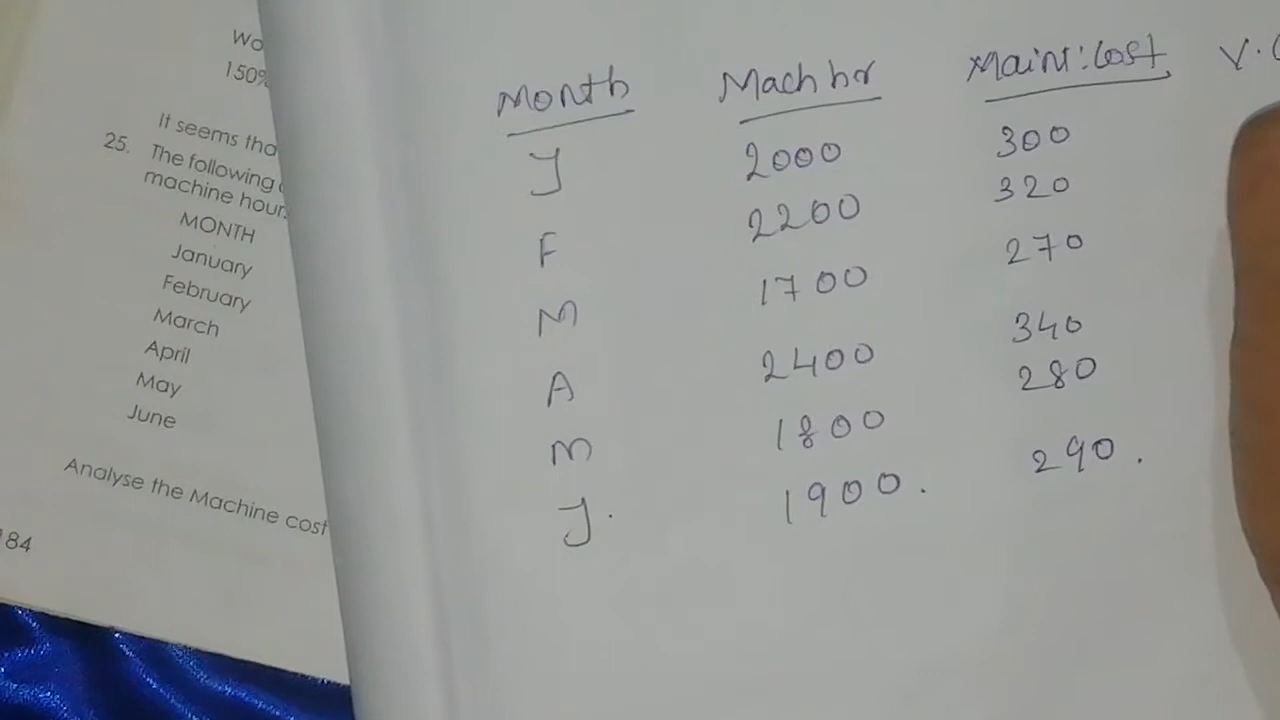 Wo
150%
It seems tha
25. The following
machine hour
MONTH
January
February
March
April
May
June
Analyse the Machine cost
184
Month Mach hr Maint: Cost V.
J 2000 300
F 2200 320
M 1700 270
A 2400 340
M 1800 280
J. 1900. 290.